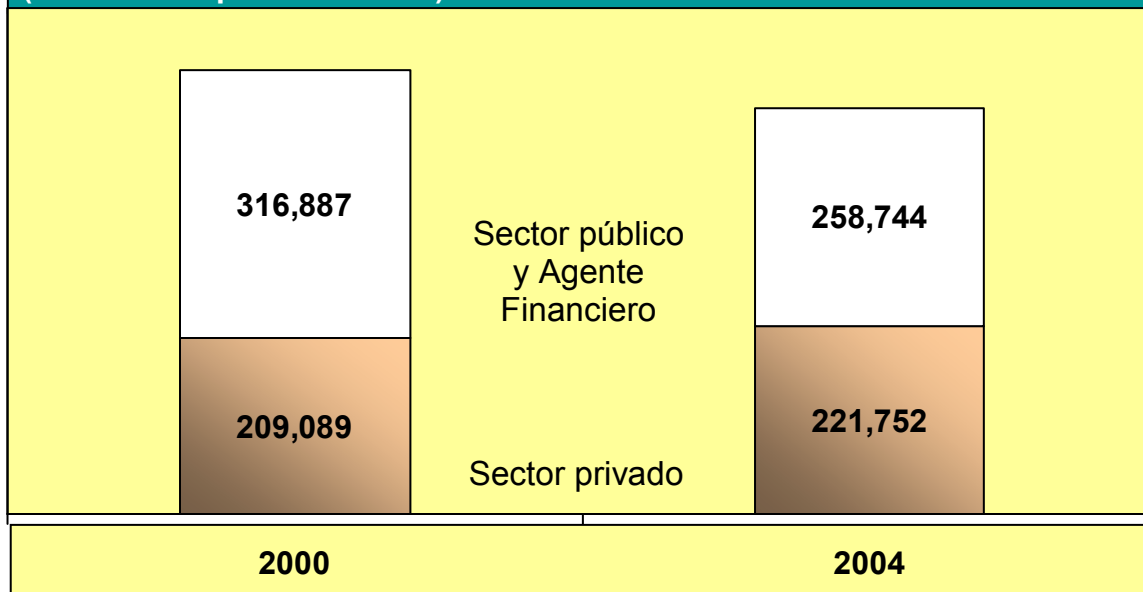 316,887
258,744
Sector público
y Agente
Financiero
209,089
221,752
Sector privado
2000
2004